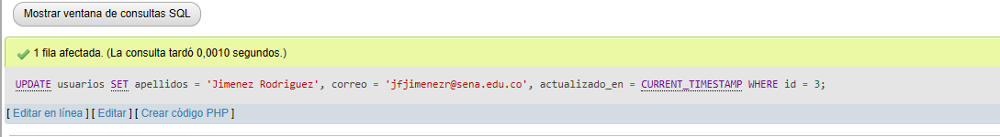 Mostrar ventana de consultas SQL
1 fila afectada. (La consulta tardó 0,0010 segundos.)
UPDATE usuarios SET apellidos = 'Jimenez Rodriguez', correo = 'jfjimenezr@sena.edu.co', actualizado_en = CURRENT_TIMESTAMP WHERE id = 3;
[ Editar en línea ] [ Editar ] [ Crear código PHP ]